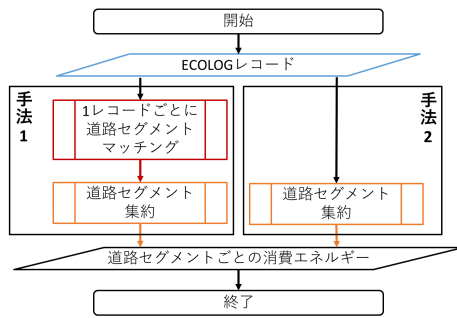 開始
ECOLOGレコード
手法1
1レコードごとに
道路セグメント
マッチング
道路セグメント
集約
手法2
道路セグメント
集約
道路セグメントごとの消費エネルギー
終了